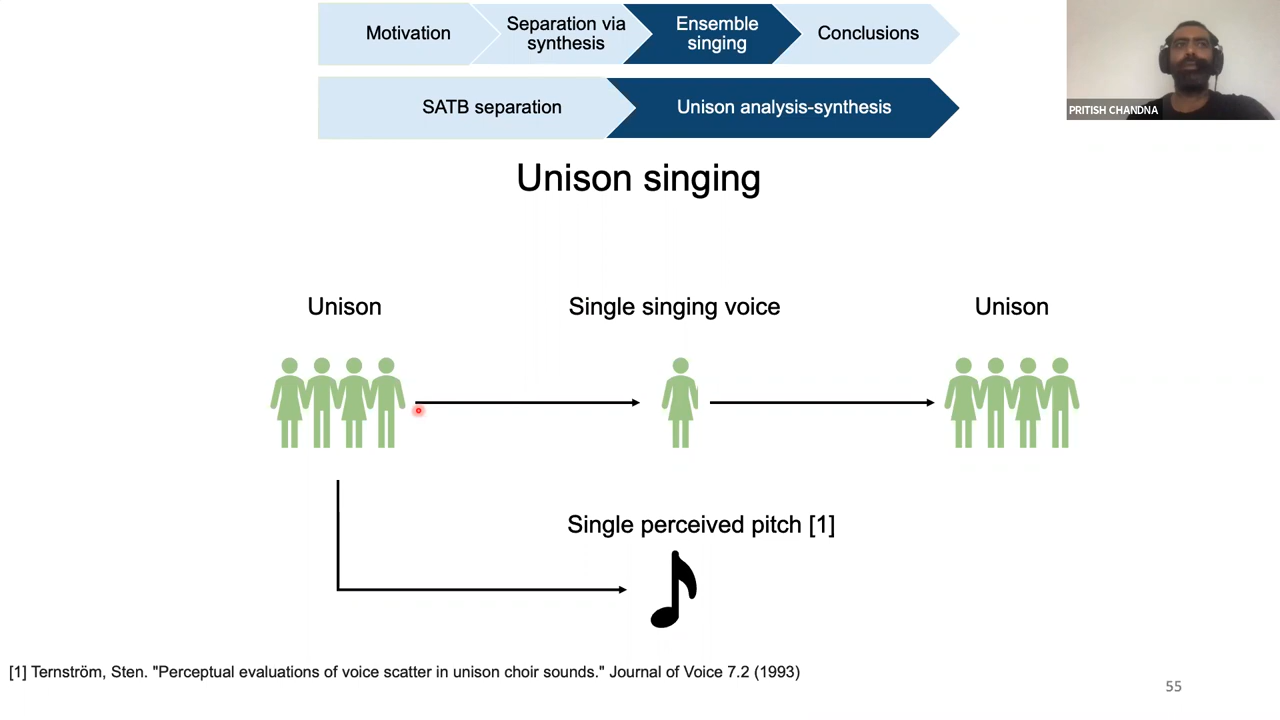 Motivation
Separation via
synthesis
Ensemble
singing
Conclusions
SATB separation
Unison analysis-synthesis
PRITISH CHANDNA
Unison singing
Unison
Single singing voice
Unison
Single perceived pitch [1]
[1] Ternström, Sten. "Perceptual evaluations of voice scatter in unison choir sounds." Journal of Voice 7.2 (1993)
55